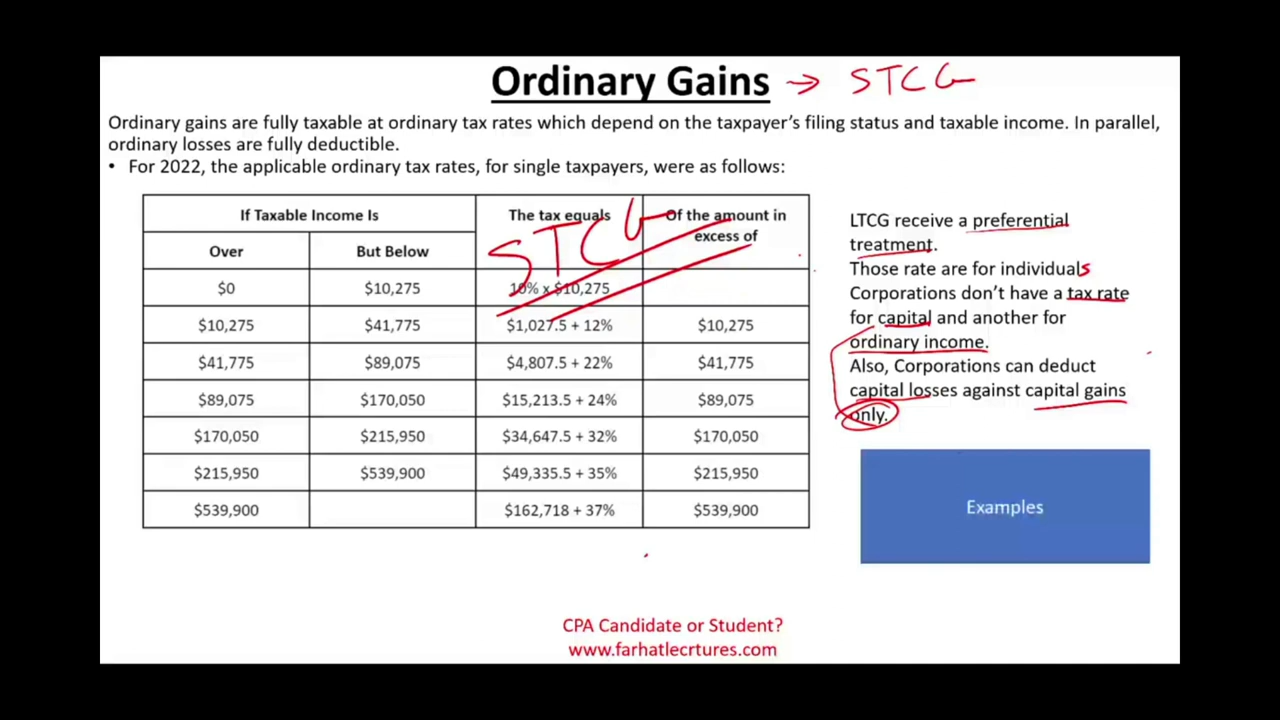 Ordinary Gains → STCG
Ordinary gains are fully taxable at ordinary tax rates which depend on the taxpayer's filing status and taxable income. In parallel,
ordinary losses are fully deductible.
• For 2022, the applicable ordinary tax rates, for single taxpayers, were as follows:
If Taxable Income Is The tax equals Of the amount in
excess of
Over But Below
STCG
$0 $10,275 10% x $10,275
$10,275 $41,775 $1,027.5 + 12% $10,275
$41,775 $89,075 $4,807.5 + 22% $41,775
$89,075 $170,050 $15,213.5 + 24% $89,075
$170,050 $215,950 $34,647.5 + 32% $170,050
$215,950 $539,900 $49,335.5 + 35% $215,950
$539,900 $162,718 + 37% $539,900
LTCG receive a preferential
treatment.
Those rate are for individuals
Corporations don't have a tax rate
for capital and another for
ordinary income.
Also, Corporations can deduct
capital losses against capital gains
only.
Examples
CPA Candidate or Student?
www.farhatlecrtures.com